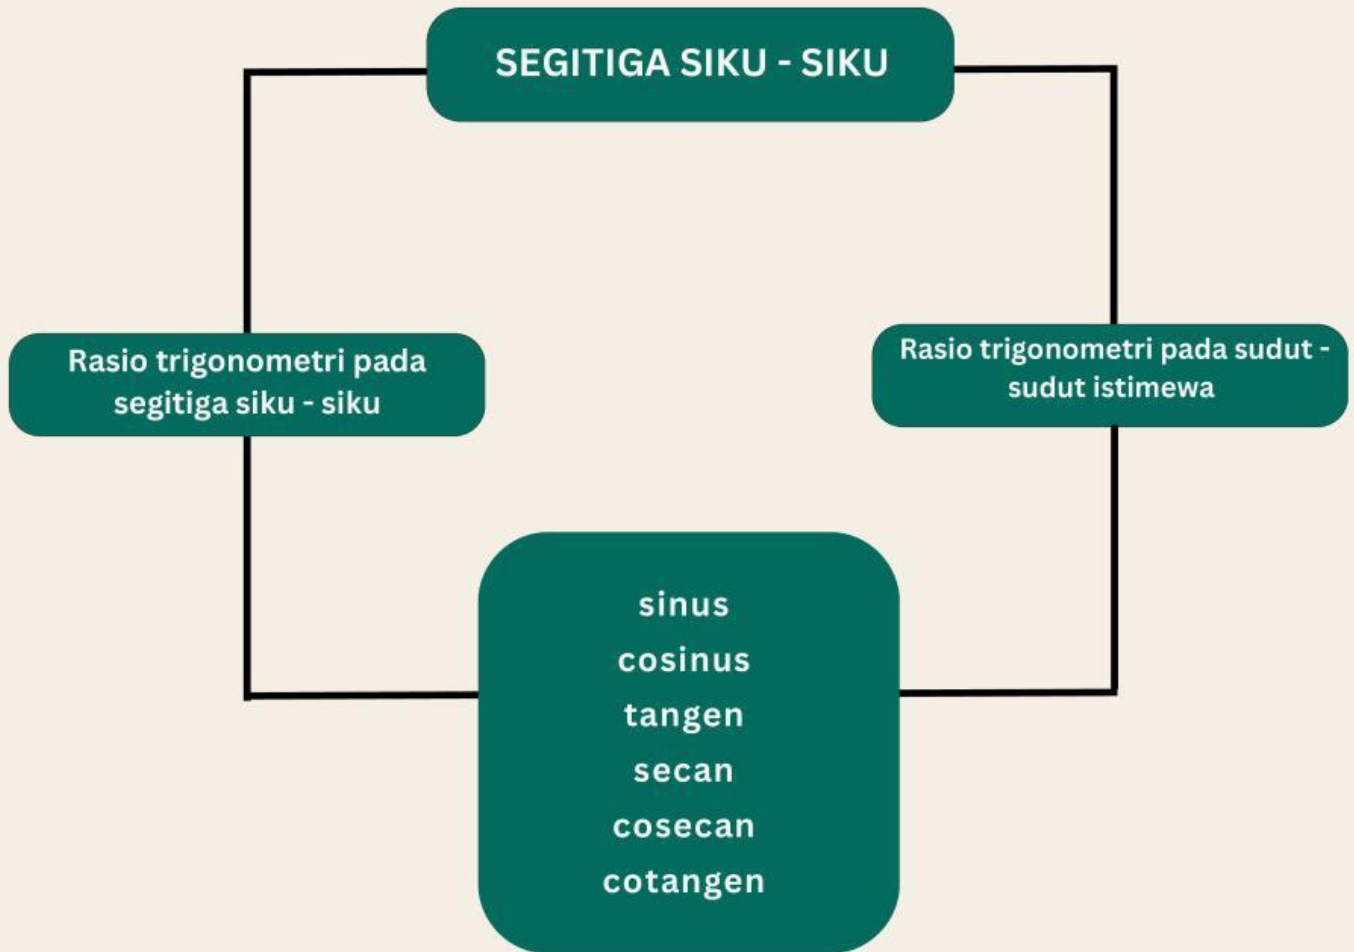 SEGITIGA SIKU - SIKU
Rasio trigonometri pada
segitiga siku - siku
Rasio trigonometri pada sudut -
sudut istimewa
sinus
cosinus
tangen
secan
cosecan
cotangen